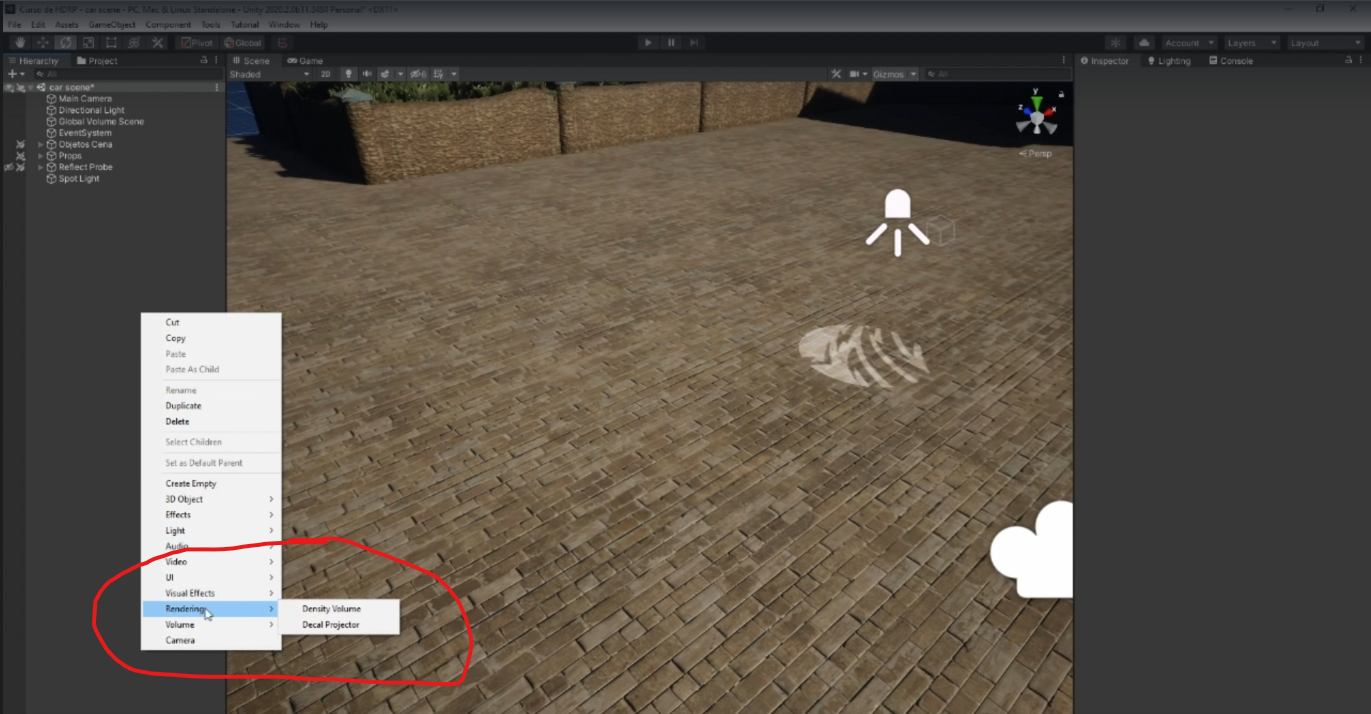 Curso de HDRP - car scene - PC, Mac & Linux Standalone - Unity 2020.2.0b11.3450 Personal* <DX11>
File Edit Assets GameObject Component Tools Tutorial Window Help
Pivot Global Account Layers Layout
Hierarchy Project Scene Game Inspector Lighting Console
All Shaded 2D 6 Gizmos All
car scene*
Main Camera
Directional Light
Global Volume Scene
EventSystem
Objetos Cena
Props
Reflect Probe
Spot Light
y
z x
Persp
Cut
Copy
Paste
Paste As Child
Rename
Duplicate
Delete
Select Children
Set as Default Parent
Create Empty
3D Object
Effects
Light
Audio
Video
UI
Visual Effects
Rendering Density Volume
Volume Decal Projector
Camera